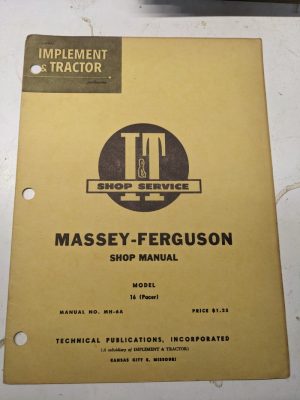 IMPLEMENT
& TRACTOR
I&T
SHOP SERVICE
MASSEY-FERGUSON
SHOP MANUAL
MODEL
16 (Pacer)
MANUAL NO. MH-6A PRICE $1.25
TECHNICAL PUBLICATIONS, INCORPORATED
(A subsidiary of IMPLEMENT & TRACTOR)
KANSAS CITY 5, MISSOURI